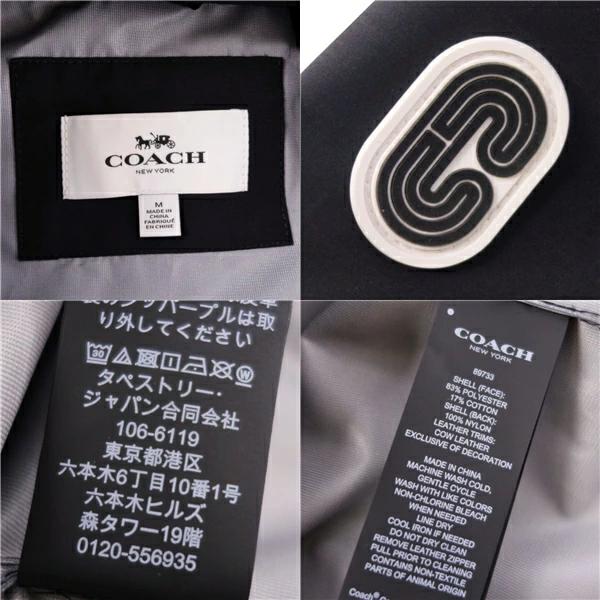 COACH
NEW YORK
M
MADE IN
CHINA
FABRIQUÉ
EN CHINE
り外してください
30
W
タペストリー・
ジャパン合同会社
106-6119
東京都港区
六本木6丁目10番1号
六本木ヒルズ
森タワー19階
0120-556935
COACH
NEW YORK
89733
SHELL (FACE):
83% POLYESTER
17% COTTON
SHELL (BACK):
100% NYLON
LEATHER TRIMS:
COW LEATHER
EXCLUSIVE OF DECORATION
MADE IN CHINA
MACHINE WASH COLD,
GENTLE CYCLE
WASH WITH LIKE COLORS
NON-CHLORINE BLEACH
WHEN NEEDED
LINE DRY
COOL IRON IF NEEDED
DO NOT DRY CLEAN
REMOVE LEATHER ZIPPER
PULL PRIOR TO CLEANING
CONTAINS NON-TEXTILE
PARTS OF ANIMAL ORIGIN
Coach®